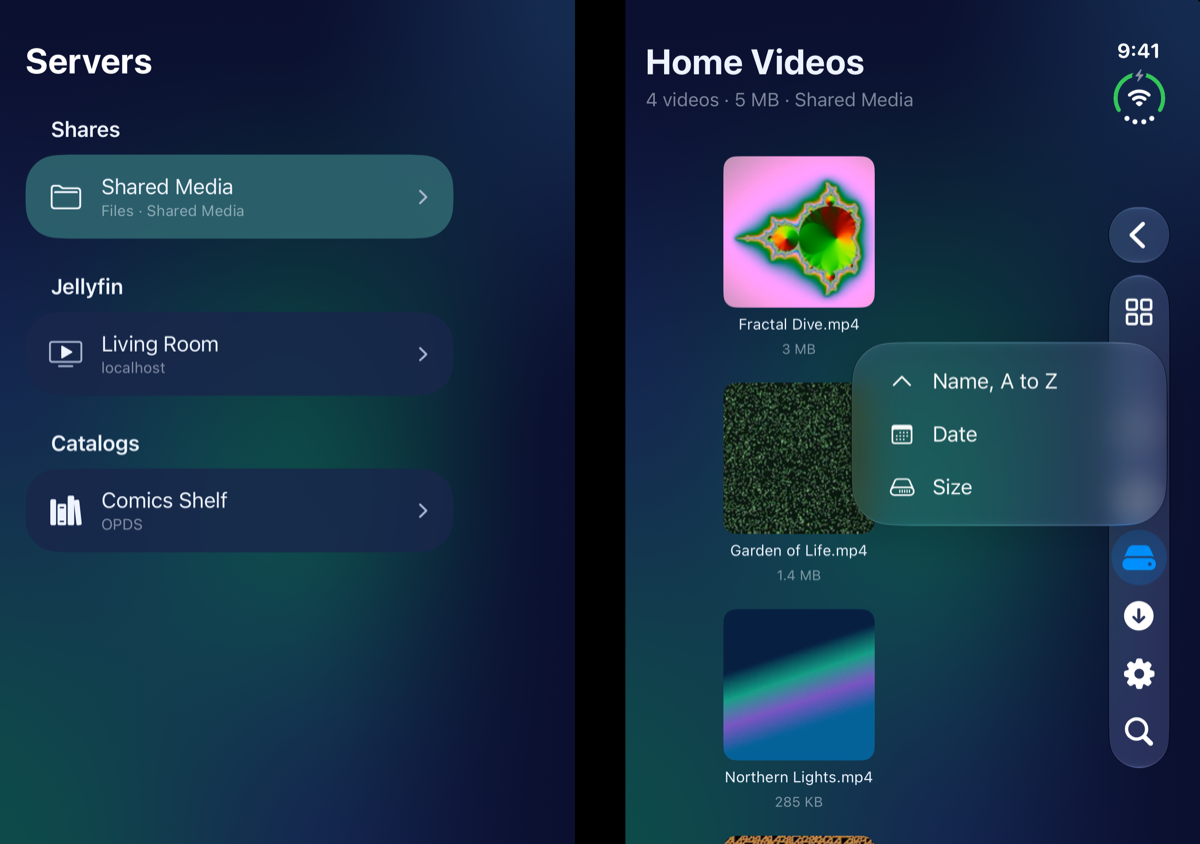 Servers
Shares
Shared Media
Files · Shared Media
Jellyfin
Living Room
localhost
Catalogs
Comics Shelf
OPDS
Home Videos
4 videos · 5 MB · Shared Media
9:41
Fractal Dive.mp4
3 MB
Name, A to Z
Date
Size
Garden of Life.mp4
1.4 MB
Northern Lights.mp4
285 KB